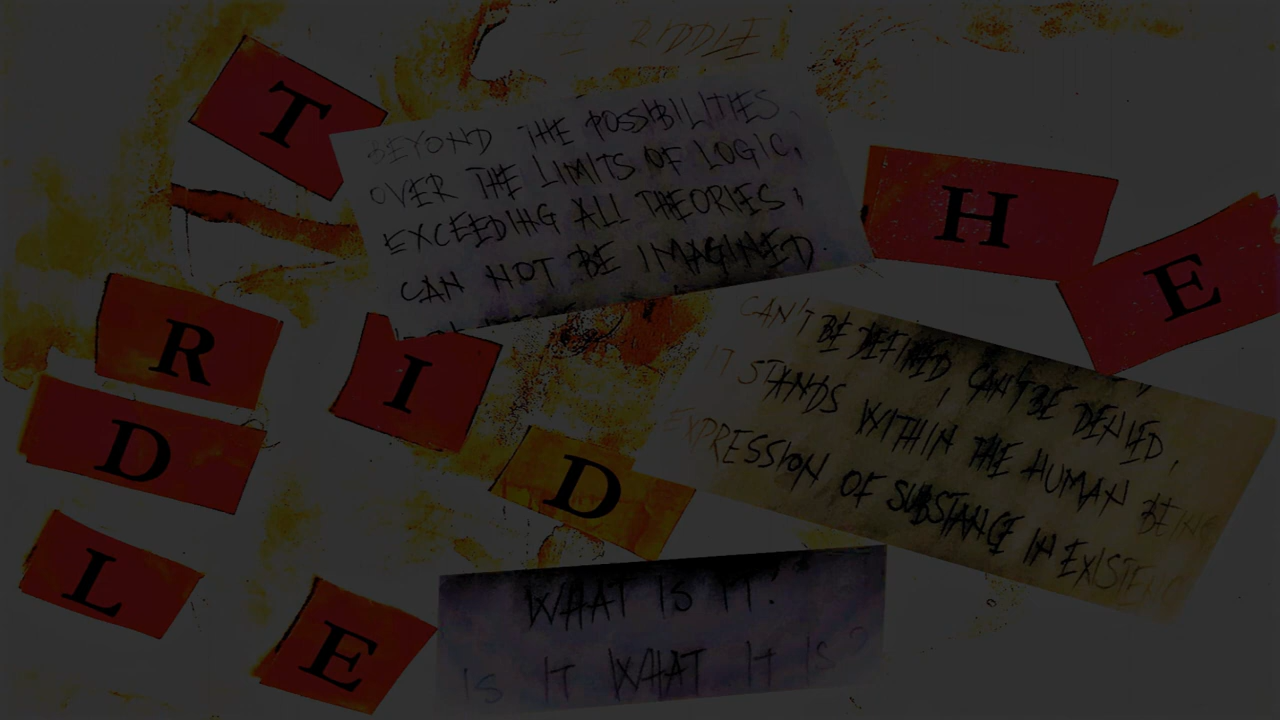 RIDDLE
T H E
R I D D L E
BEYOND THE POSSIBILITIES,
OVER THE LIMITS OF LOGIC,
EXCEEDING ALL THEORIES,
CAN NOT BE IMAGINED.
CAN'T BE DEFINED, CAN'T BE DENIED,
IT STANDS WITHIN THE HUMAN BEING
EXPRESSION OF SUBSTANCE IN EXISTENC
WHAT IS IT?
IS IT WHAT IT IS?